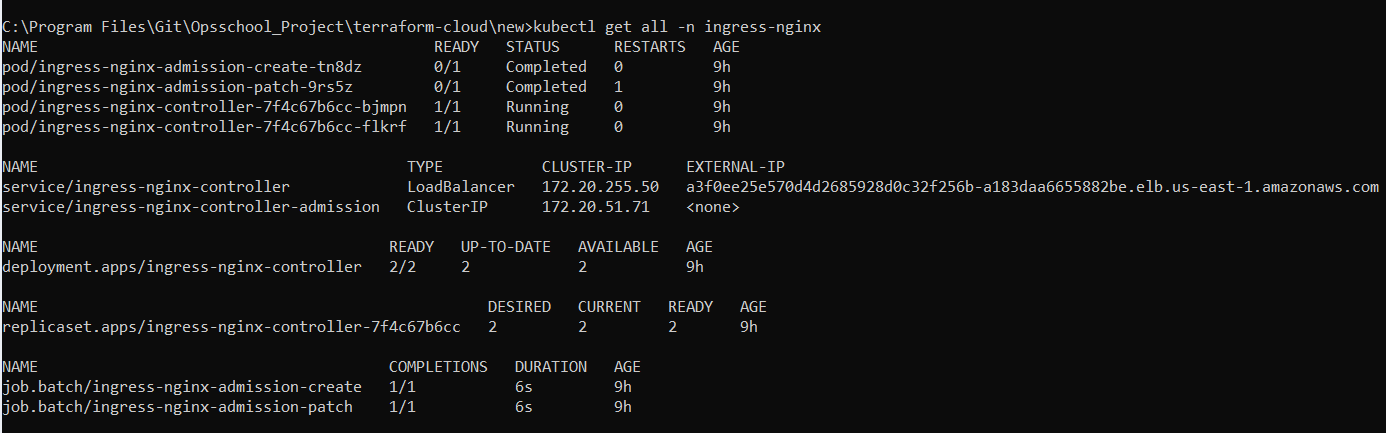 C:\Program Files\Git\Opsschool_Project\terraform-cloud\new>kubectl get all -n ingress-nginx
NAME READY STATUS RESTARTS AGE
pod/ingress-nginx-admission-create-tn8dz 0/1 Completed 0 9h
pod/ingress-nginx-admission-patch-9rs5z 0/1 Completed 1 9h
pod/ingress-nginx-controller-7f4c67b6cc-bjmpn 1/1 Running 0 9h
pod/ingress-nginx-controller-7f4c67b6cc-flkrf 1/1 Running 0 9h
NAME TYPE CLUSTER-IP EXTERNAL-IP
service/ingress-nginx-controller LoadBalancer 172.20.255.50 a3f0ee25e570d4d2685928d0c32f256b-a183daa6655882be.elb.us-east-1.amazonaws.com
service/ingress-nginx-controller-admission ClusterIP 172.20.51.71 <none>
NAME READY UP-TO-DATE AVAILABLE AGE
deployment.apps/ingress-nginx-controller 2/2 2 2 9h
NAME DESIRED CURRENT READY AGE
replicaset.apps/ingress-nginx-controller-7f4c67b6cc 2 2 2 9h
NAME COMPLETIONS DURATION AGE
job.batch/ingress-nginx-admission-create 1/1 6s 9h
job.batch/ingress-nginx-admission-patch 1/1 6s 9h